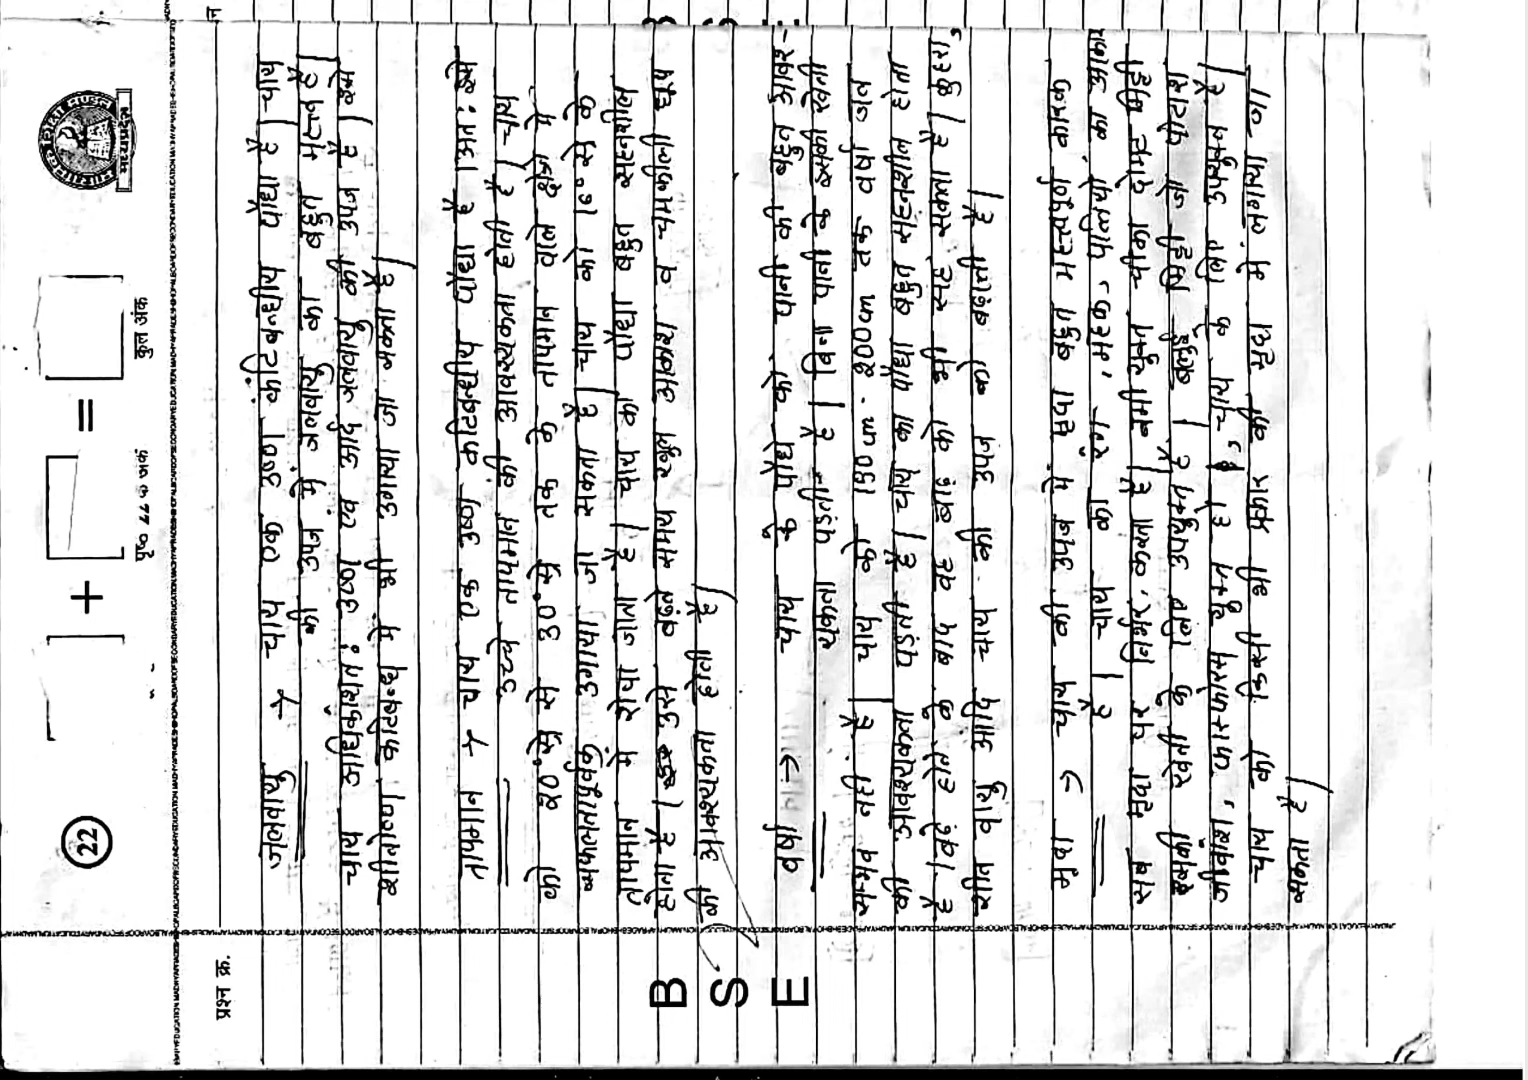 22
+ =
पृष्ठ 22 के अंक
कुल अंक
प्रश्न क्र.
जलवायु → चाय एक उष्ण कटिबन्धीय पौधा है। चाय
की उपज में जलवायु का बहुत महत्व है।
चाय अधिकांशत: उष्ण एवं आर्द्र जलवायु की उपज है। इसे
शीतोष्ण कटिबन्ध में भी उगाया जा सकता है।
तापमान → चाय एक उष्ण कटिबन्धीय पौधा है। अत: इसे
उच्च तापमान की आवश्यकता होती है। चाय
को 20° से से 30° से तक के तापमान वाले क्षेत्रो में
सफलतापूर्वक उगाया जा सकता है। चाय को 10° से के
तापमान में रोपा जाता है। चाय का पौधा बहुत सहनशील
होता है। उसे बढ़ते समय खुला आकाश व चमकीली धूप
की आवश्यकता होती है।
वर्षा → चाय के पौधे को पानी की बहुत आवश-
यकता पड़ती है। बिना पानी के इसकी खेती
सम्भव नही है। चाय को 150 cm - 200 cm तक वर्षा जल
की आवश्यकता पड़ती है। चाय का पौधा बहुत सहनशील होता
है। बड़े होने के बाद वह बाढ़ को भी सह सकता है। कुहरा,
शीत वायु आदि चाय की उपज को बढ़ाती है।
मृदा → चाय की उपज में मृदा बहुत महत्वपूर्ण कारक
है। चाय का रंग, महक, पत्तियो का आकार
सब मृदा पर निर्भर करता है। नमी युक्त चीका दोमट मिट्टी
इसकी खेती के लिए उपयुक्त है। बलुई मिट्टी जो पोटाश
जीवांश, फास्फोरस युक्त हो, चाय के लिए उपयुक्त है।
चाय को किसी भी प्रकार की मृदा में लगाया जा
सकता है।
B
S
E